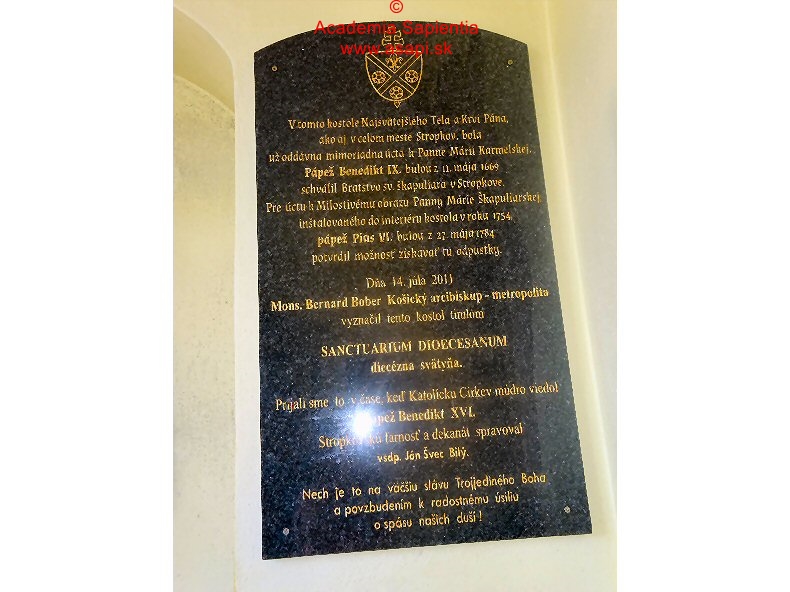 ©
Academia Sapientia
www.asapi.sk
V tomto kostole Najsvätejšieho Tela a Krvi Pána,
ako aj v celom meste Stropkov, bola
už oddávna mimoriadna úcta k Panne Márii Karmelskej.
Pápež Benedikt IX. bulou z 11. mája 1669
schválil Bratstvo sv. škapuliara v Stropkove.
Pre úctu k Milostivému obrazu Panny Márie Škapuliarskej,
inštalovaného do interiéru kostola v roku 1754,
pápež Pius VI. bulou z 27. mája 1784
potvrdil možnosť získavať tu odpustky.
Dňa 14. júla 2011
Mons. Bernard Bober Košický arcibiskup - metropolita
vyznačil tento kostol titulom
SANCTUARIUM DIOECESANUM
diecézna svätyňa.
Prijali sme to v čase, keď Katolícku Cirkev múdro viedol
pápež Benedikt XVI.
Stropkovskú farnosť a dekanát spravoval
vsdp. Ján Švec Bilý.
Nech je to na väčšiu slávu Trojjediného Boha
a povzbudením k radostnému úsiliu
o spásu našich duší!